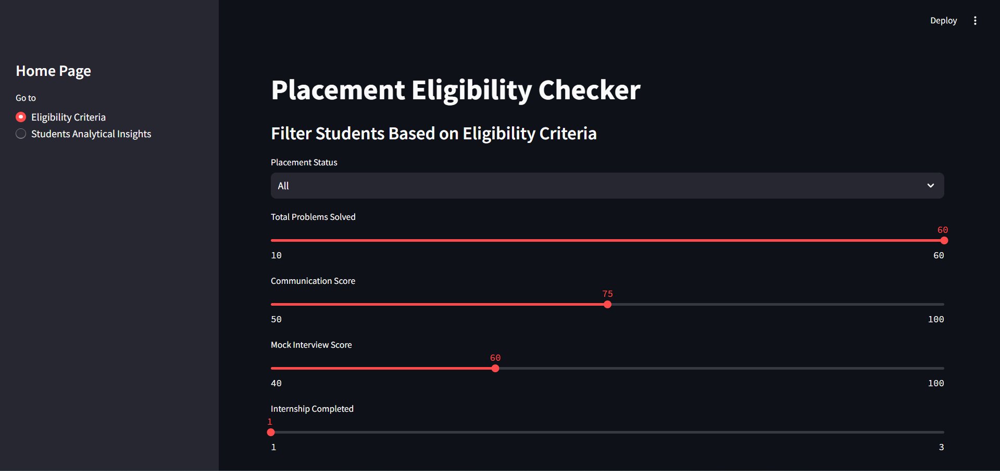 Deploy
Home Page
Go to
Eligibility Criteria
Students Analytical Insights
Placement Eligibility Checker
Filter Students Based on Eligibility Criteria
Placement Status
All
Total Problems Solved
60
10 60
Communication Score
75
50 100
Mock Interview Score
60
40 100
Internship Completed
1
1 3